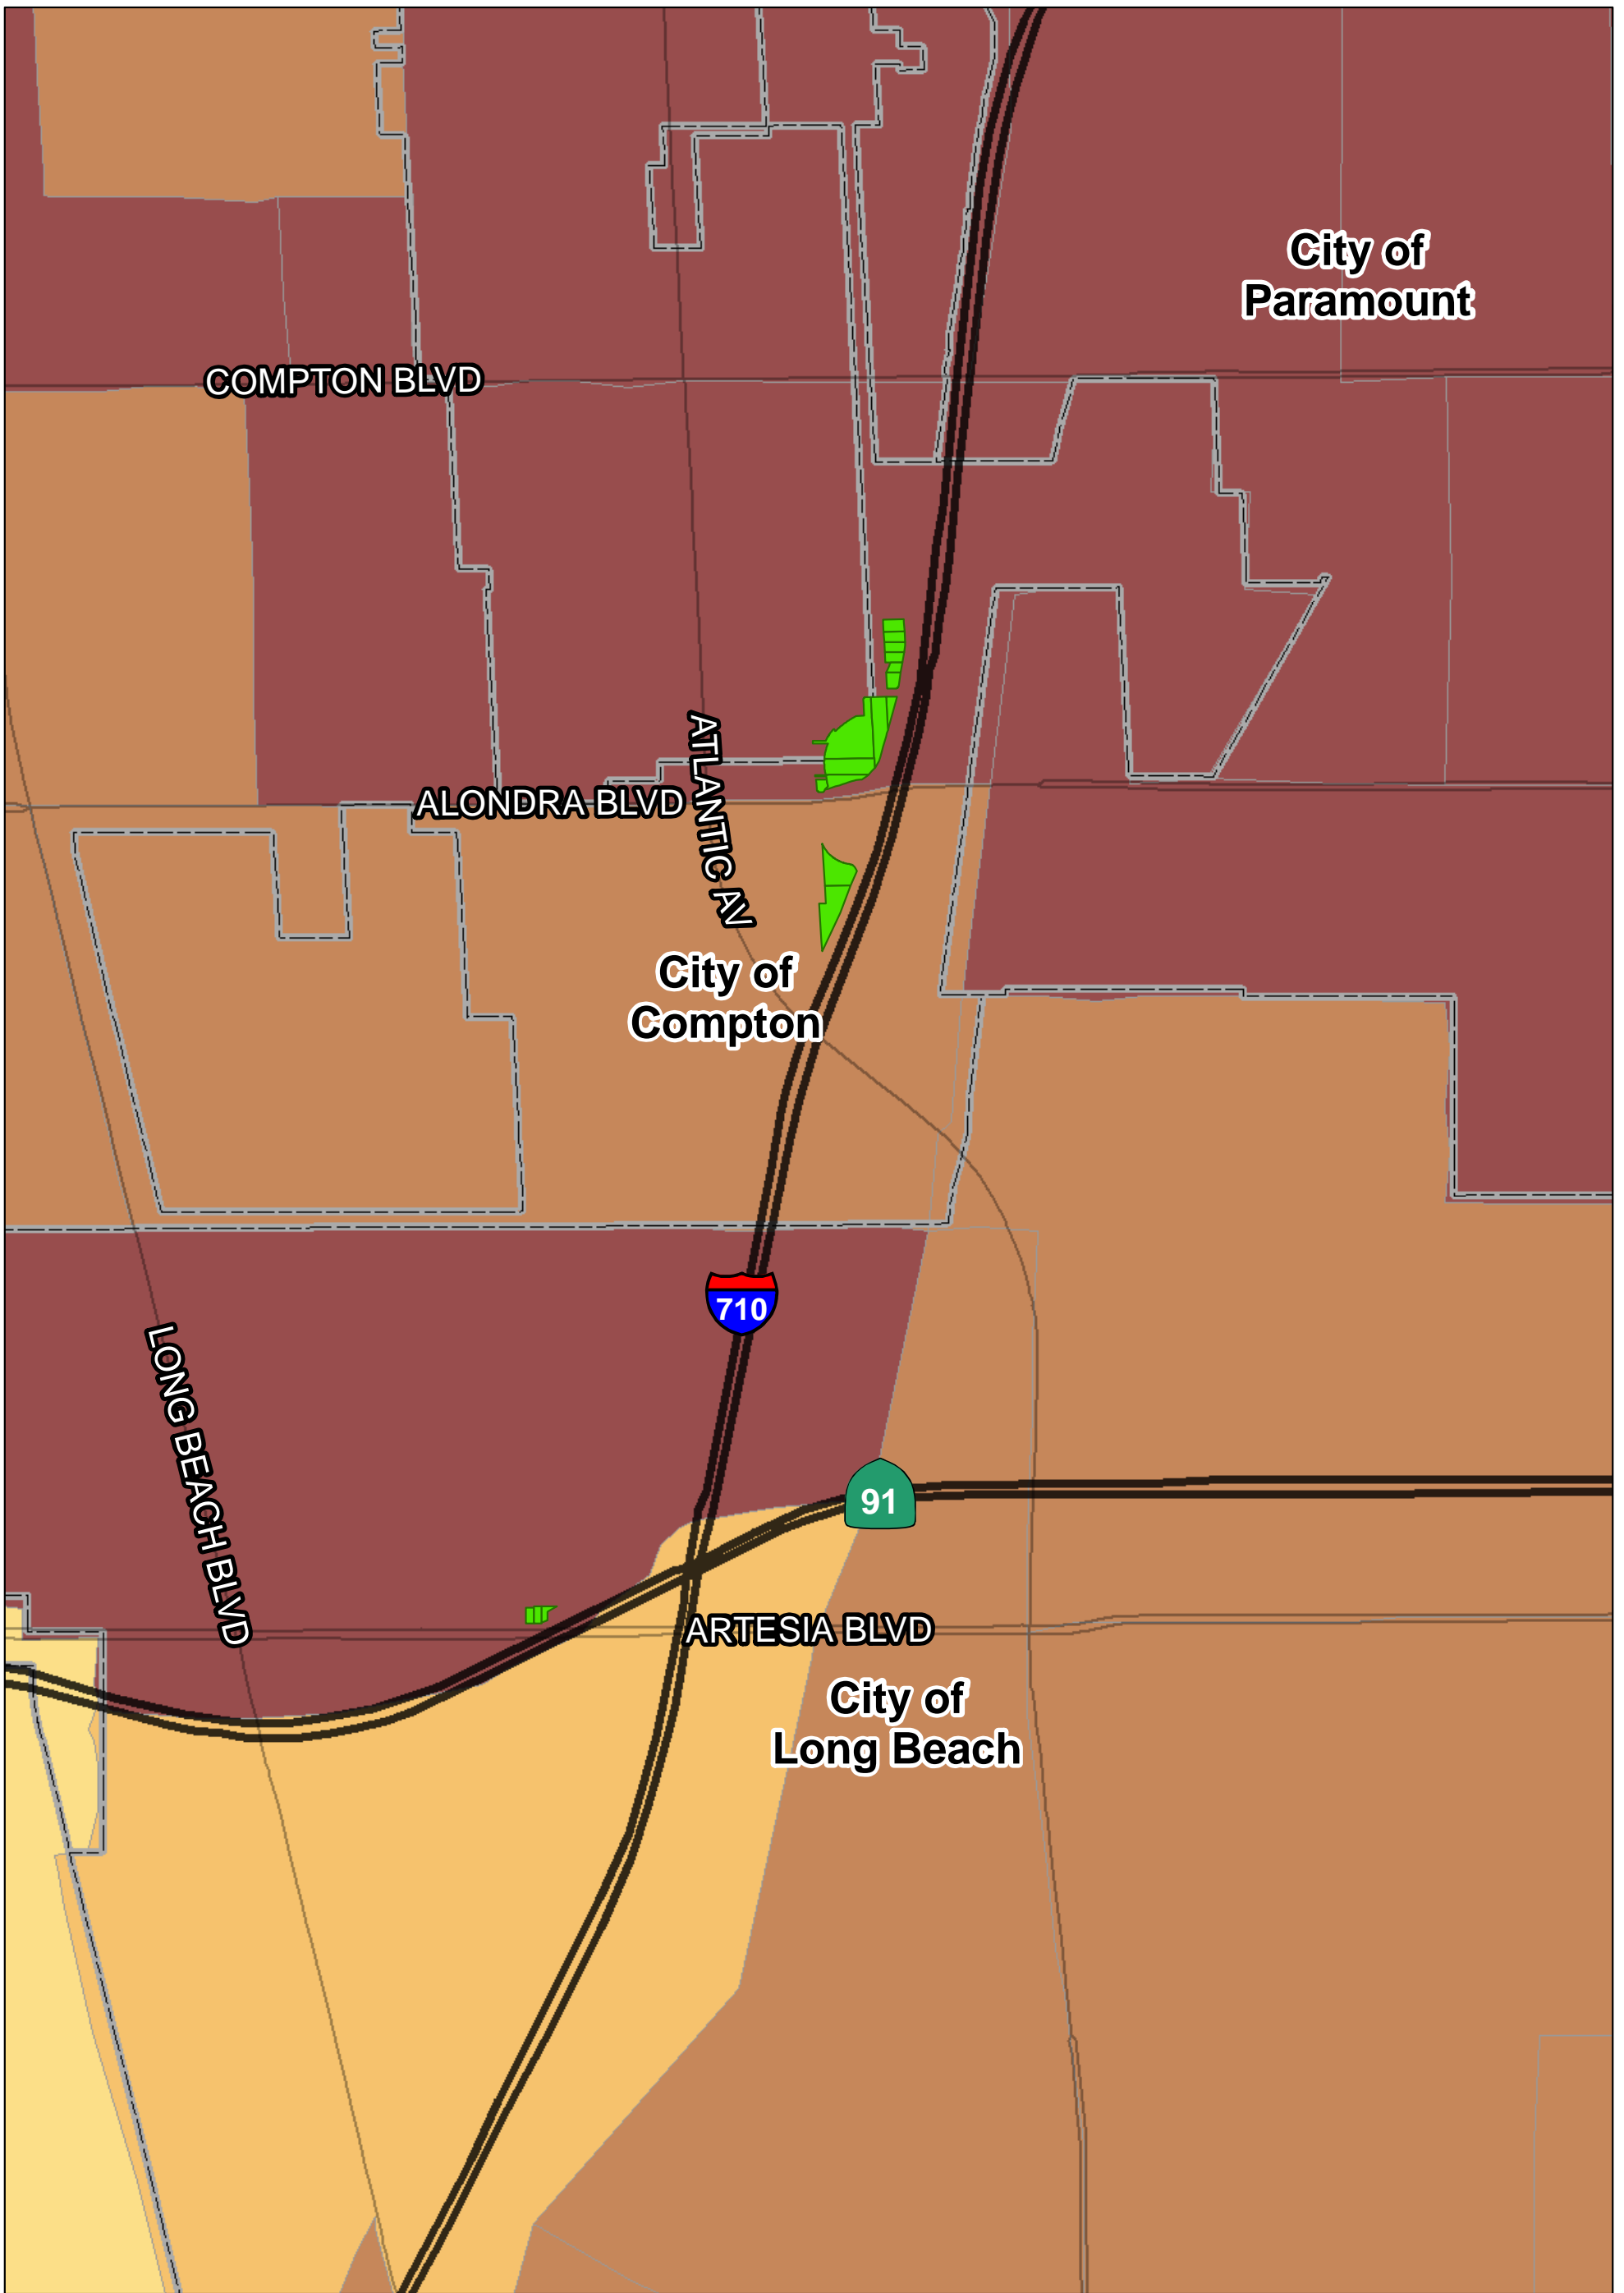 City of
Paramount
COMPTON BLVD
ATLANTIC AV
ALONDRA BLVD
City of
Compton
710
LONG BEACH BLVD
91
ARTESIA BLVD
City of
Long Beach